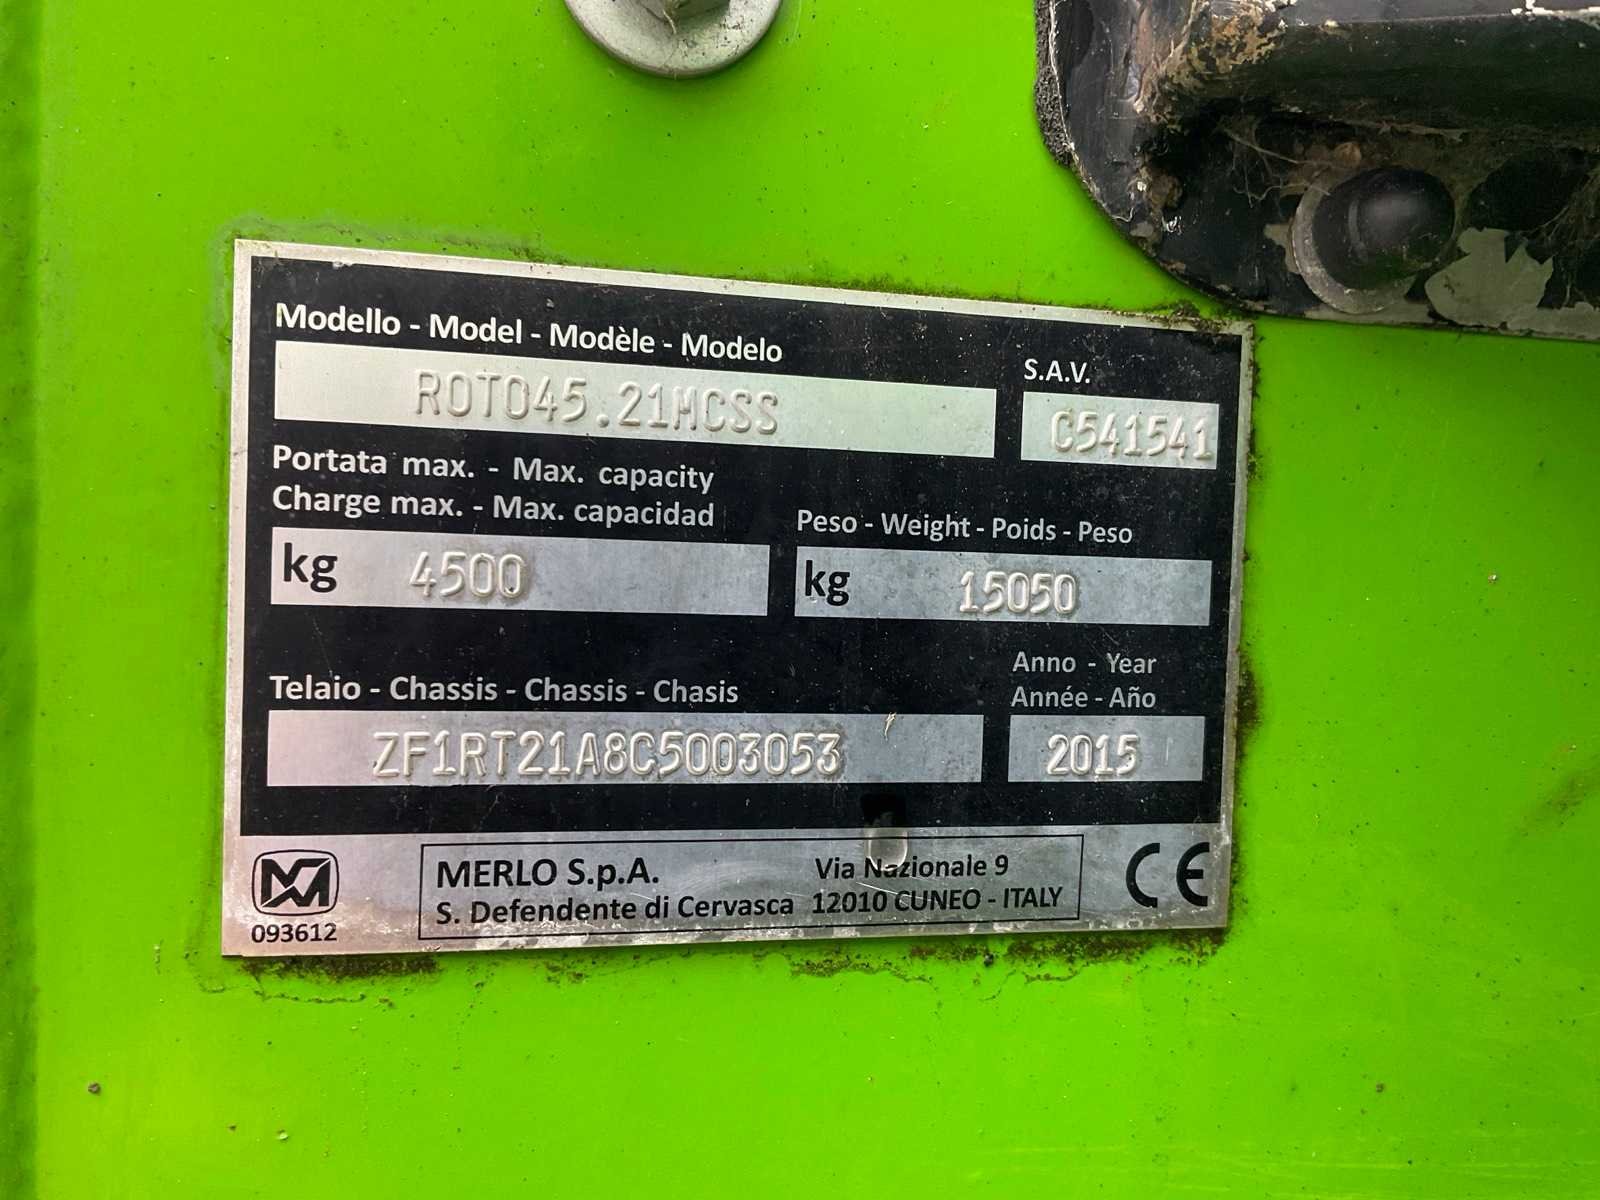 Modello - Model - Modèle - Modelo
S.A.V.
ROTO45.21MCSS
C541541
Portata max. - Max. capacity
Charge max. - Max. capacidad
Peso - Weight - Poids - Peso
kg 4500
kg 15050
Telaio - Chassis - Chassis - Chasis
Anno - Year
Année - Año
ZF1RT21A8C5003053
2015
MERLO S.p.A.
Via Nazionale 9
S. Defendente di Cervasca
12010 CUNEO - ITALY
CE
093612